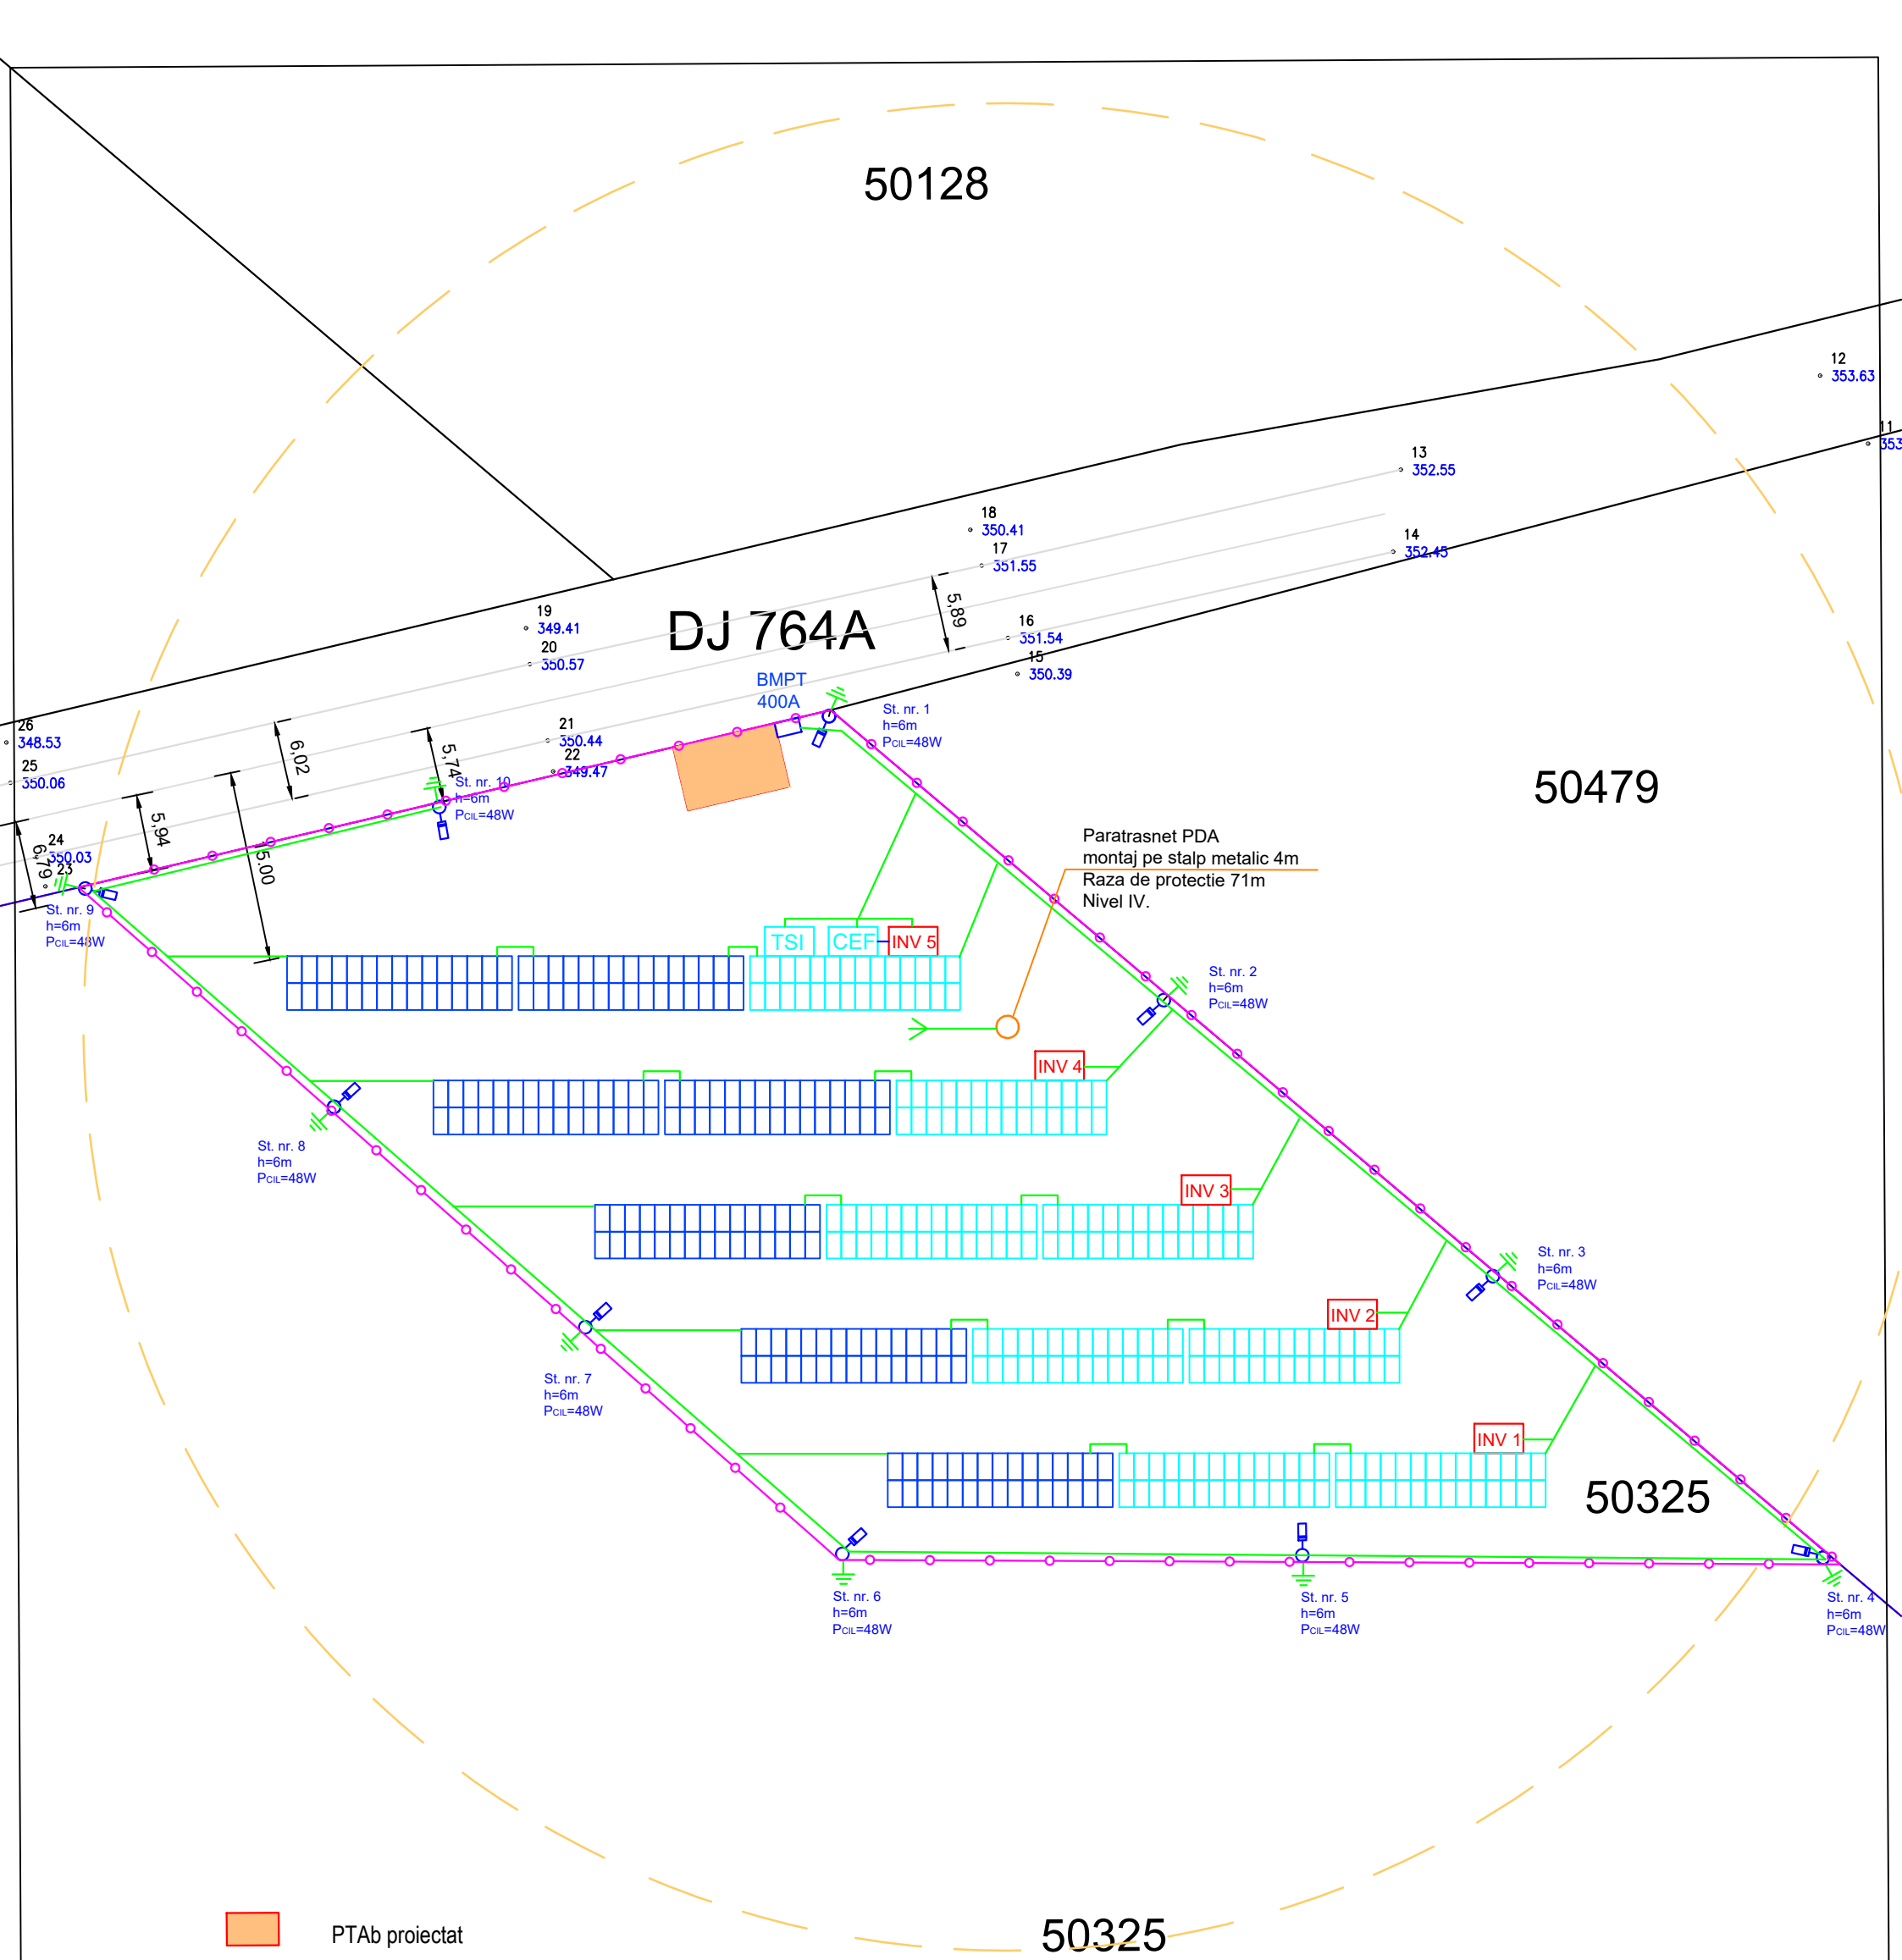 50128
12
353.63
11
353
13
352.55
14
352.45
18
350.41
17
351.55
5,89
16
351.54
15
350.39
19
349.41
20
350.57
DJ 764A
BMPT
400A
St. nr. 1
h=6m
PCIL=48W
26
348.53
25
350.06
6,02
5,74
21
350.44
22
349.47
St. nr. 10
h=6m
PCIL=48W
50479
24
350.03
23
6,79
5,94
15.00
St. nr. 9
h=6m
PCIL=48W
Paratrasnet PDA
montaj pe stalp metalic 4m
Raza de protectie 71m
Nivel IV.
TSI
CEF
INV 5
St. nr. 2
h=6m
PCIL=48W
INV 4
St. nr. 8
h=6m
PCIL=48W
INV 3
St. nr. 3
h=6m
PCIL=48W
INV 2
St. nr. 7
h=6m
PCIL=48W
INV 1
50325
St. nr. 6
h=6m
PCIL=48W
St. nr. 5
h=6m
PCIL=48W
St. nr. 4
h=6m
PCIL=48W
PTAb proiectat
50325